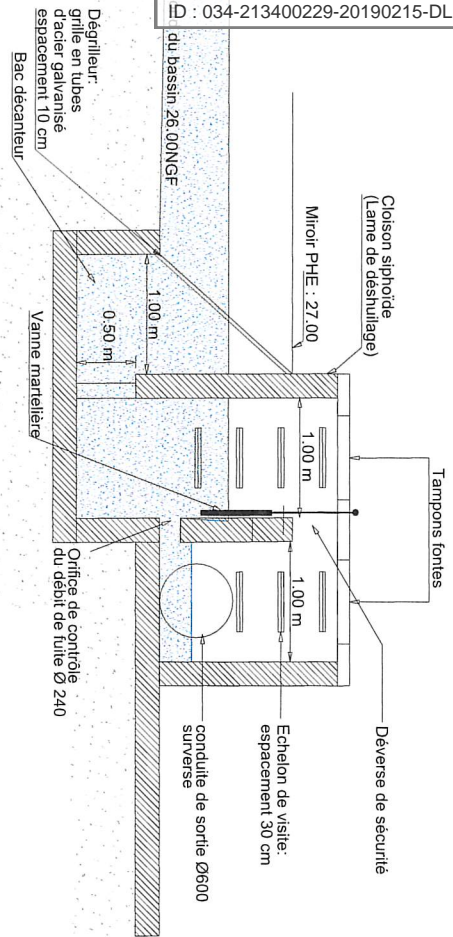 ID : 034-213400229-20190215-DL
du bassin 26.00NGF
Miroir PHE : 27.00
Cloison siphoïde
(Lame de déshuilage)
Tampons fontes
Déverse de sécurité
Dégrilleur:
grille en tubes
d'acier galvanisé
espacement 10 cm
Bac décanteur
1.00 m
0.50 m
1.00 m
1.00 m
Vanne martelière
Orifice de contrôle
du débit de fuite Ø 240
Echelon de visite:
espacement 30 cm
conduite de sortie Ø600
surverse